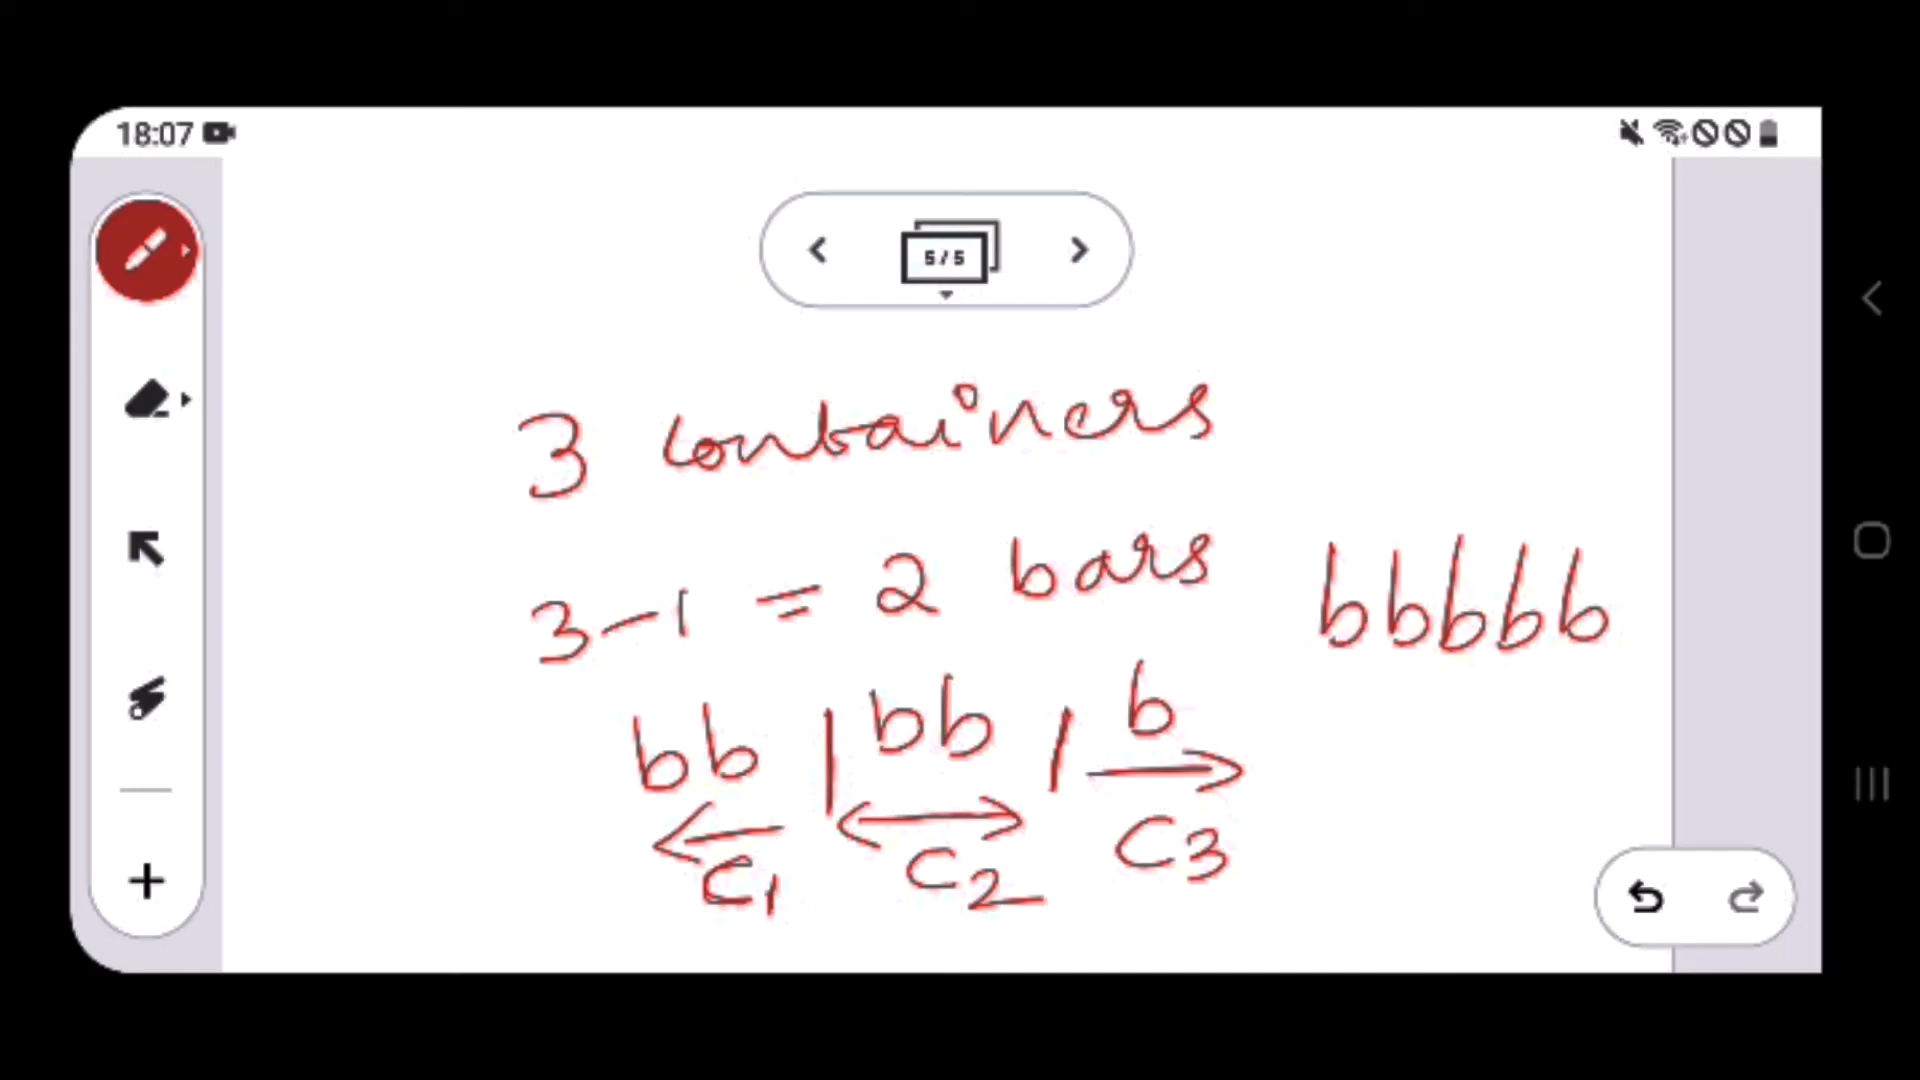 18:07
5/5
3 containers
3-1 = 2 bars bbbbb
bb | bb | b
C1 C2 C3